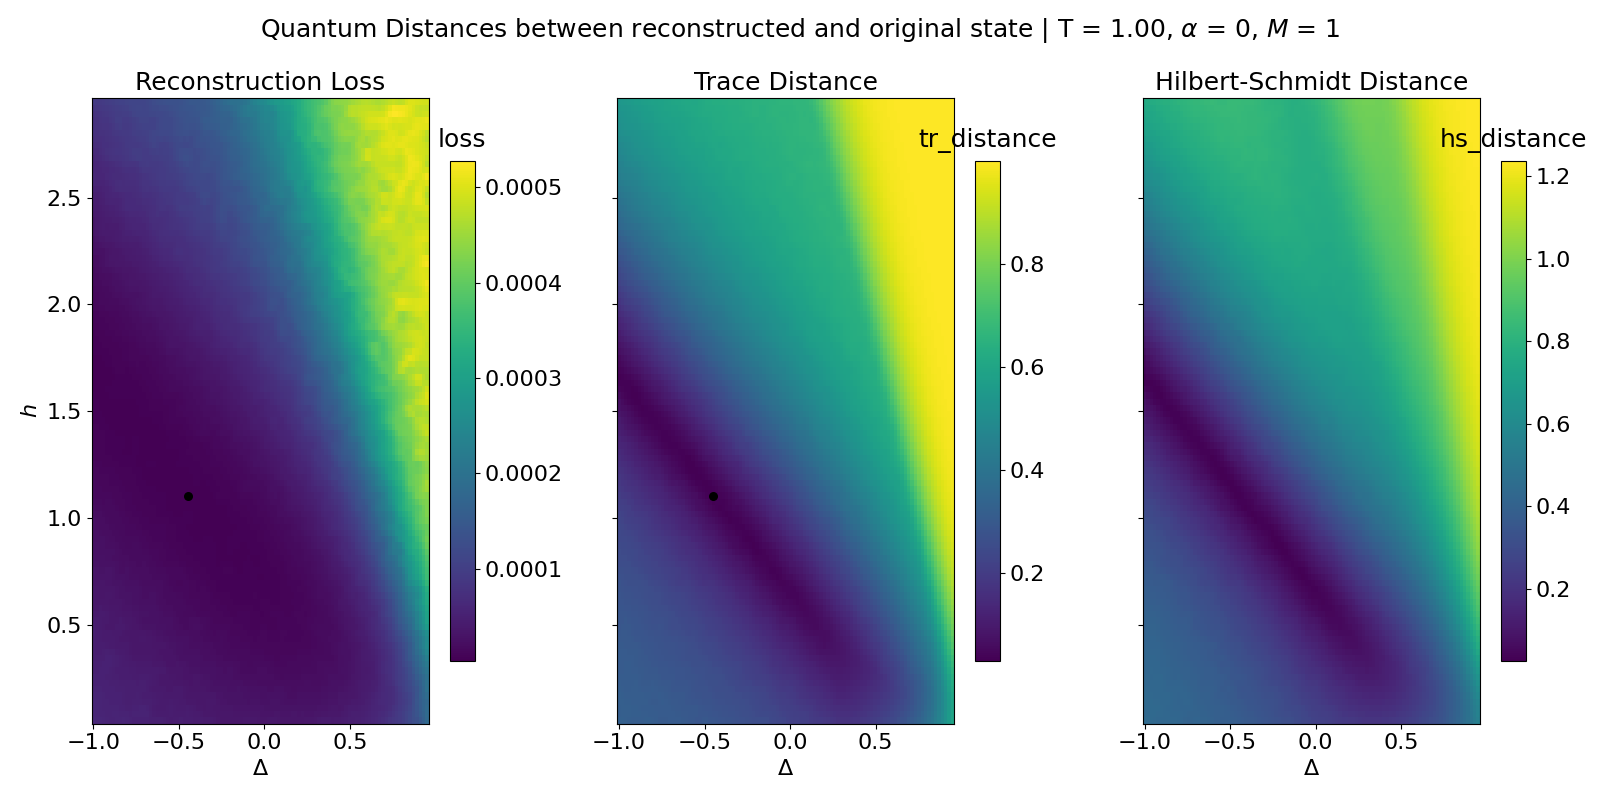 Quantum Distances between reconstructed and original state | T = 1.00, α = 0, M = 1
Reconstruction Loss
Trace Distance
Hilbert-Schmidt Distance
loss
tr_distance
hs_distance
h
2.5
2.0
1.5
1.0
0.5
−1.0 −0.5 0.0 0.5
Δ
0.0005
0.0004
0.0003
0.0002
0.0001
−1.0 −0.5 0.0 0.5
Δ
0.8
0.6
0.4
0.2
−1.0 −0.5 0.0 0.5
Δ
1.2
1.0
0.8
0.6
0.4
0.2